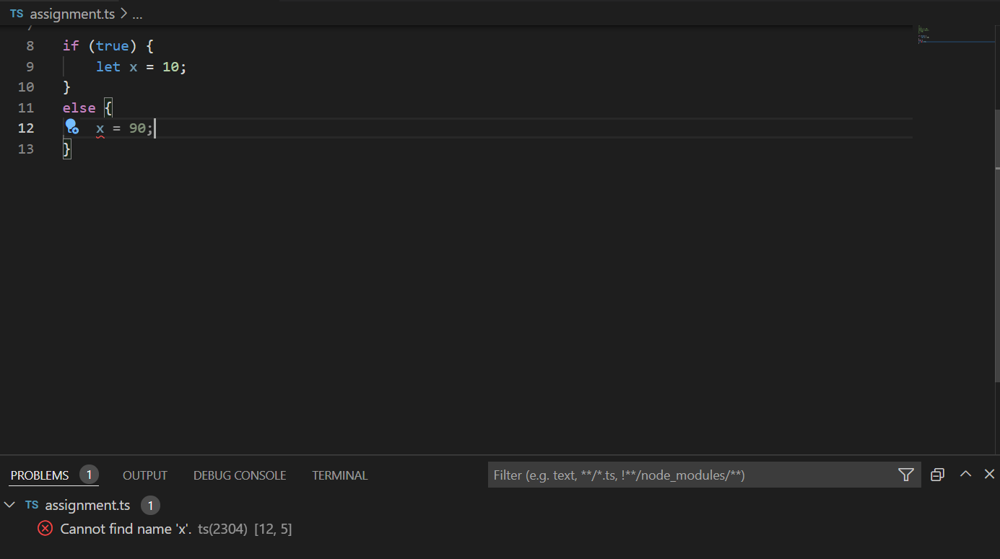 TS assignment.ts > ...
7
8 if (true) {
9 let x = 10;
10 }
11 else {
12 x = 90;
13 }
PROBLEMS 1 OUTPUT DEBUG CONSOLE TERMINAL Filter (e.g. text, **/*.ts, !**/node_modules/**)
TS assignment.ts 1
Cannot find name 'x'. ts(2304) [12, 5]